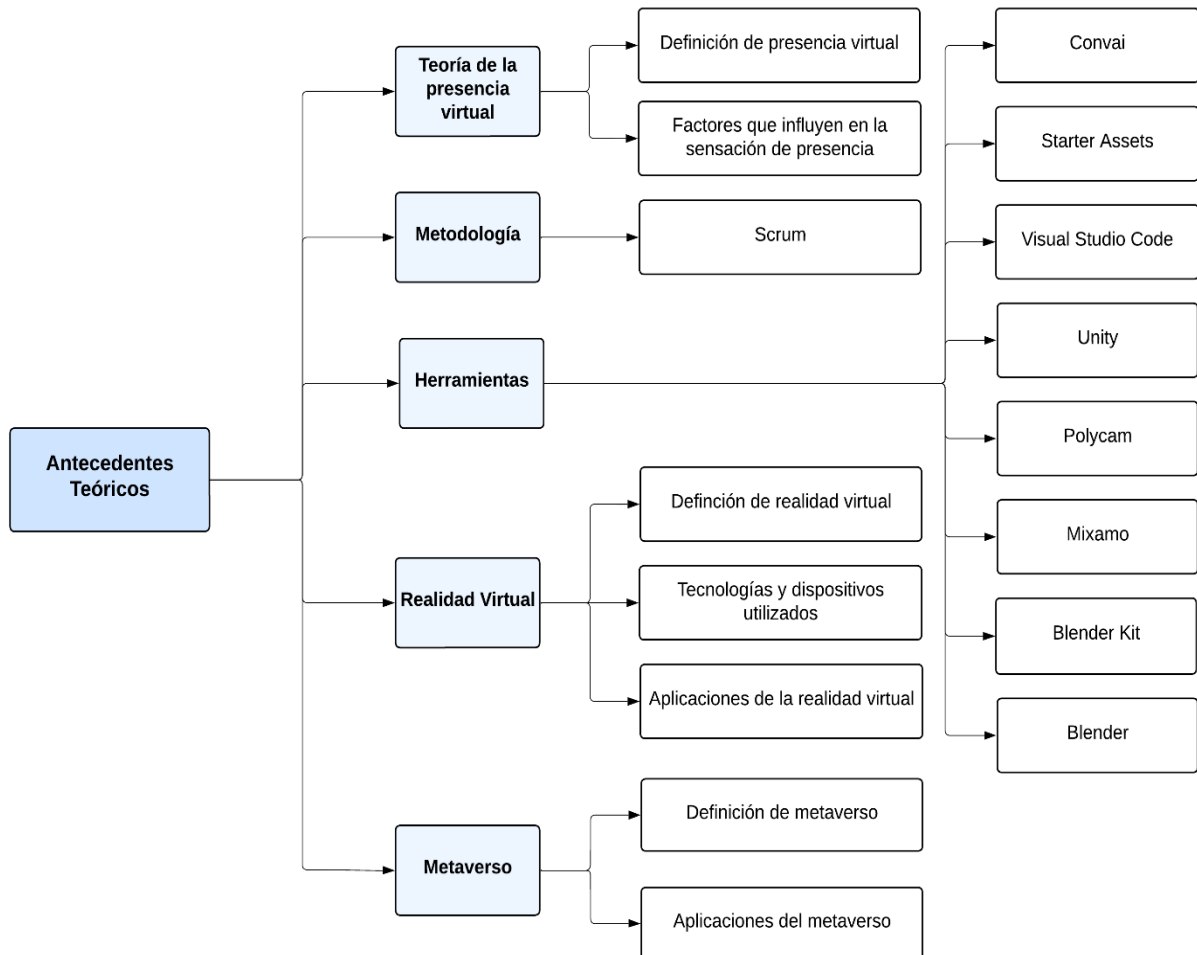 Antecedentes
Teóricos
Teoría de la
presencia
virtual
Definición de presencia virtual
Factores que influyen en la
sensación de presencia
Metodología
Scrum
Herramientas
Convai
Starter Assets
Visual Studio Code
Unity
Polycam
Mixamo
Blender Kit
Blender
Realidad Virtual
Definción de realidad virtual
Tecnologías y dispositivos
utilizados
Aplicaciones de la realidad virtual
Metaverso
Definición de metaverso
Aplicaciones del metaverso